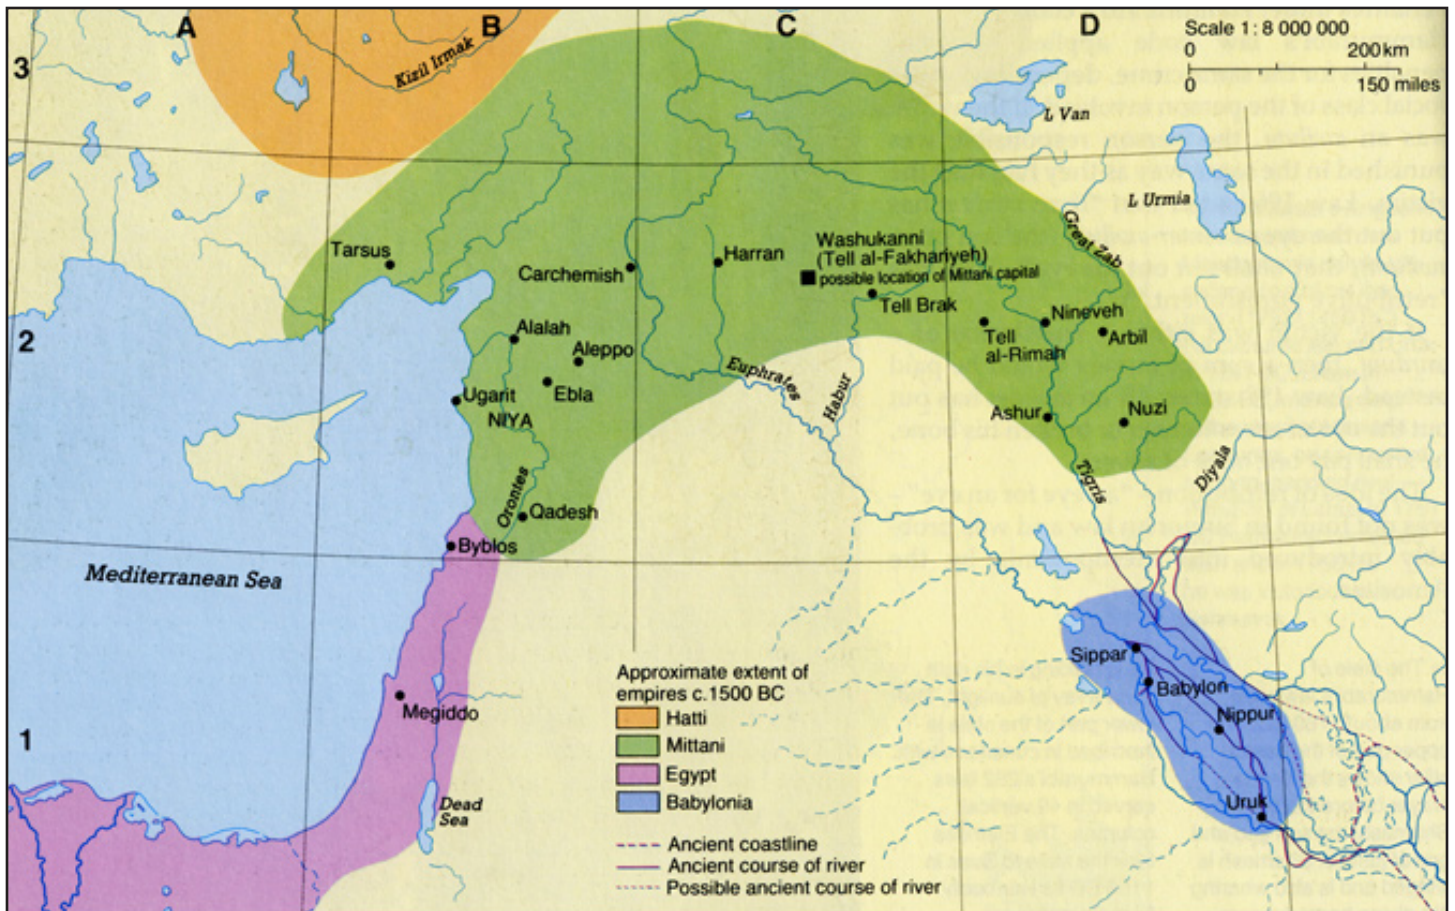 A
B
C
D
3
2
1
Scale 1 : 8 000 000
0
200 km
0
150 miles
Kizil Irmak
L Van
L Urmia
Great Zab
Tarsus
Carchemish
Harran
Washukanni
(Tell al-Fakhariyeh)
possible location of Mittani capital
Tell Brak
Nineveh
Arbil
Tell
al-Rimah
Alalah
Aleppo
Ebla
Ugarit
NIYA
Euphrates
Habur
Ashur
Nuzi
Tigris
Diyala
Orontes
Qadesh
Byblos
Mediterranean Sea
Megiddo
Dead
Sea
Sippar
Babylon
Nippur
Uruk
Approximate extent of
empires c.1500 BC
Hatti
Mittani
Egypt
Babylonia
Ancient coastline
Ancient course of river
Possible ancient course of river